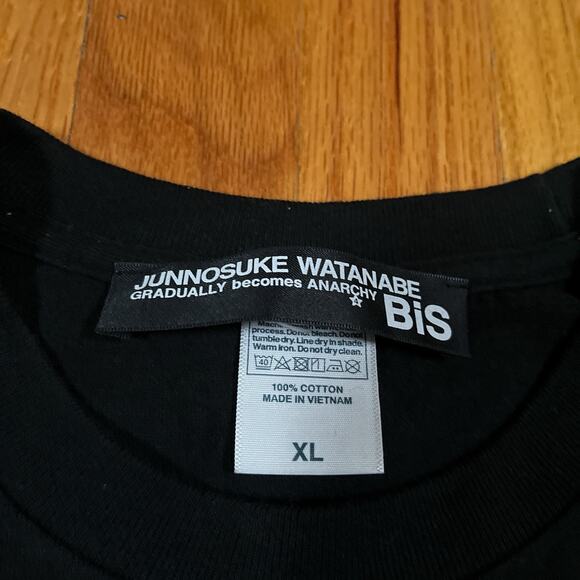 JUNNOSUKE WATANABE
GRADUALLY becomes ANARCHY
BiS
process. Do not bleach. Do not
tumble dry. Line dry in shade.
Warm iron. Do not dry clean.
40
100% COTTON
MADE IN VIETNAM
XL